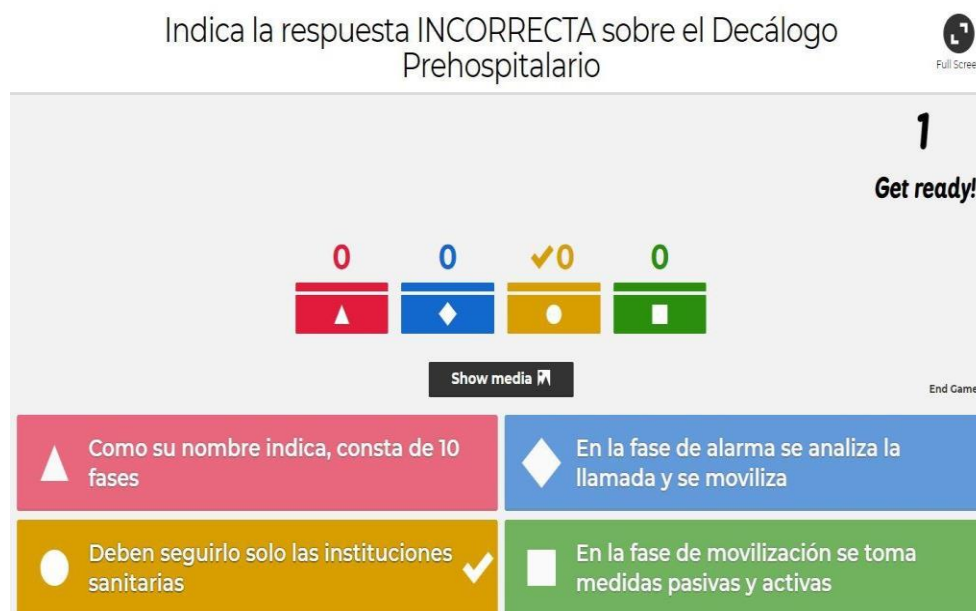 Indica la respuesta INCORRECTA sobre el Decálogo
Prehospitalario
Full Scree
1
Get ready!
0
0
0
0
Show media
End Game
Como su nombre indica, consta de 10
fases
En la fase de alarma se analiza la
llamada y se moviliza
Deben seguirlo solo las instituciones
sanitarias
En la fase de movilización se toma
medidas pasivas y activas